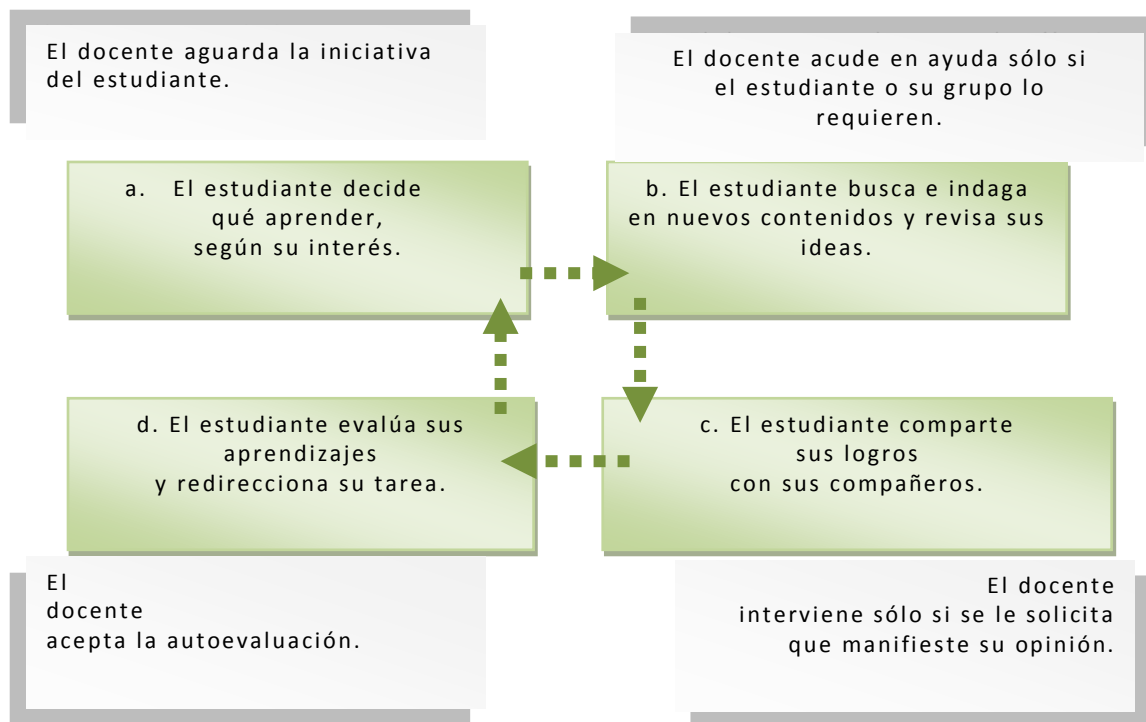 El docente aguarda la iniciativa
del estudiante.
El docente acude en ayuda sólo si
el estudiante o su grupo lo
requieren.
a. El estudiante decide
qué aprender,
según su interés.
b. El estudiante busca e indaga
en nuevos contenidos y revisa sus
ideas.
d. El estudiante evalúa sus
aprendizajes
y redirecciona su tarea.
c. El estudiante comparte
sus logros
con sus compañeros.
El
docente
acepta la autoevaluación.
El docente
interviene sólo si se le solicita
que manifieste su opinión.